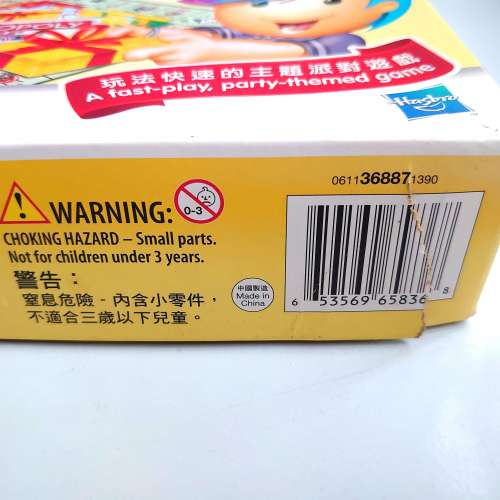 玩法快速的主題派對遊戲
A fast-play, party-themed game
Hasbro
WARNING:
0-3
CHOKING HAZARD – Small parts.
Not for children under 3 years.
警告：
窒息危險 - 內含小零件，
不適合三歲以下兒童。
中國製造
Made in
China
0611368871390
6 53569 65836 8